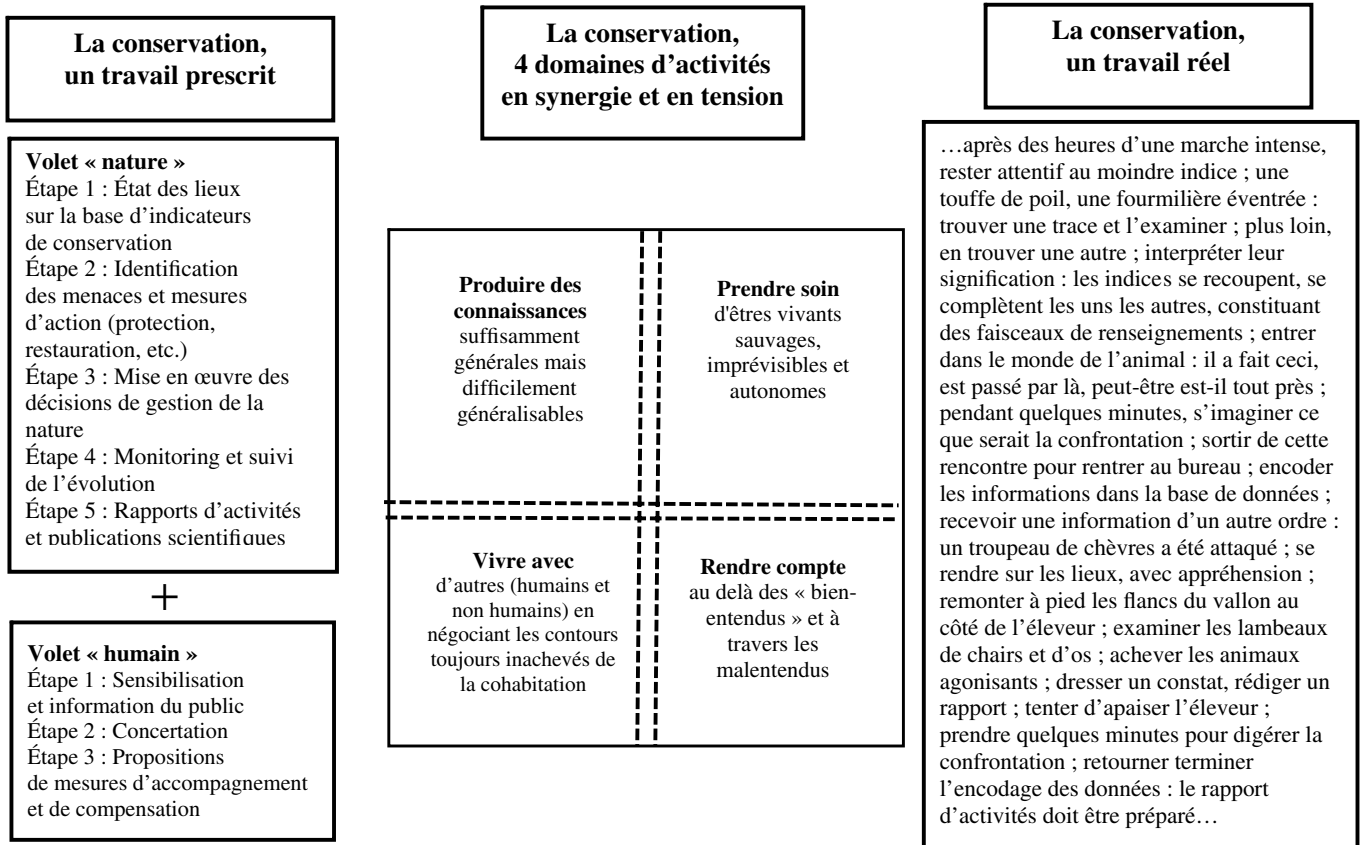 La conservation,
un travail prescrit
Volet « nature »
Étape 1 : État des lieux
sur la base d’indicateurs
de conservation
Étape 2 : Identification
des menaces et mesures
d’action (protection,
restauration, etc.)
Étape 3 : Mise en œuvre des
décisions de gestion de la
nature
Étape 4 : Monitoring et suivi
de l’évolution
Étape 5 : Rapports d’activités
et publications scientifiques
+
Volet « humain »
Étape 1 : Sensibilisation
et information du public
Étape 2 : Concertation
Étape 3 : Propositions
de mesures d’accompagnement
et de compensation
La conservation,
4 domaines d’activités
en synergie et en tension
Produire des
connaissances
suffisamment
générales mais
difficilement
généralisables
Prendre soin
d'êtres vivants
sauvages,
imprévisibles et
autonomes
Vivre avec
d’autres (humains et
non humains) en
négociant les contours
toujours inachevés de
la cohabitation
Rendre compte
au delà des « bien-
entendus » et à
travers les
malentendus
La conservation,
un travail réel
…après des heures d’une marche intense,
rester attentif au moindre indice ; une
touffe de poil, une fourmilière éventrée :
trouver une trace et l’examiner ; plus loin,
en trouver une autre ; interpréter leur
signification : les indices se recoupent, se
complètent les uns les autres, constituant
des faisceaux de renseignements ; entrer
dans le monde de l’animal : il a fait ceci,
est passé par là, peut-être est-il tout près ;
pendant quelques minutes, s’imaginer ce
que serait la confrontation ; sortir de cette
rencontre pour rentrer au bureau ; encoder
les informations dans la base de données ;
recevoir une information d’un autre ordre :
un troupeau de chèvres a été attaqué ; se
rendre sur les lieux, avec appréhension ;
remonter à pied les flancs du vallon au
côté de l’éleveur ; examiner les lambeaux
de chairs et d’os ; achever les animaux
agonisants ; dresser un constat, rédiger un
rapport ; tenter d’apaiser l’éleveur ;
prendre quelques minutes pour digérer la
confrontation ; retourner terminer
l’encodage des données : le rapport
d’activités doit être préparé…